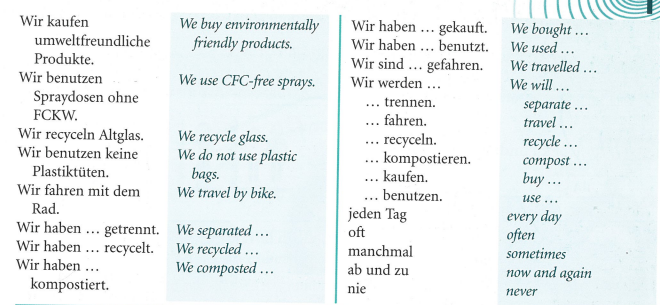 Wir kaufen
umweltfreundliche
Produkte.
We buy environmentally
friendly products.
Wir benutzen
Spraydosen ohne
FCKW.
We use CFC-free sprays.
Wir recyceln Altglas.
We recycle glass.
Wir benutzen keine
Plastiktüten.
We do not use plastic
bags.
Wir fahren mit dem
Rad.
We travel by bike.
Wir haben … getrennt.
We separated …
Wir haben … recycelt.
We recycled …
Wir haben …
kompostiert.
We composted …
Wir haben … gekauft.
We bought …
Wir haben … benutzt.
We used …
Wir sind … gefahren.
We travelled …
Wir werden …
We will …
… trennen.
separate …
… fahren.
travel …
… recyceln.
recycle …
… kompostieren.
compost …
… kaufen.
buy …
… benutzen.
use …
jeden Tag
every day
oft
often
manchmal
sometimes
ab und zu
now and again
nie
never